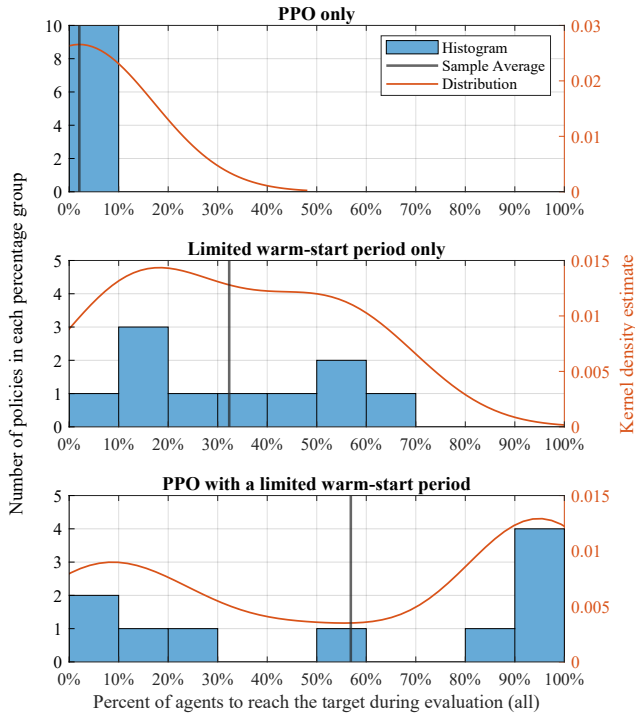 PPO only
10
8
6
4
2
0
0.03
0.02
0.01
0
Histogram
Sample Average
Distribution
0% 10% 20% 30% 40% 50% 60% 70% 80% 90% 100%
Number of policies in each percentage group
Limited warm-start period only
5
4
3
2
1
0
0.015
0.01
0.005
0
Kernel density estimate
0% 10% 20% 30% 40% 50% 60% 70% 80% 90% 100%
PPO with a limited warm-start period
5
4
3
2
1
0
0.015
0.01
0.005
0
0% 10% 20% 30% 40% 50% 60% 70% 80% 90% 100%
Percent of agents to reach the target during evaluation (all)